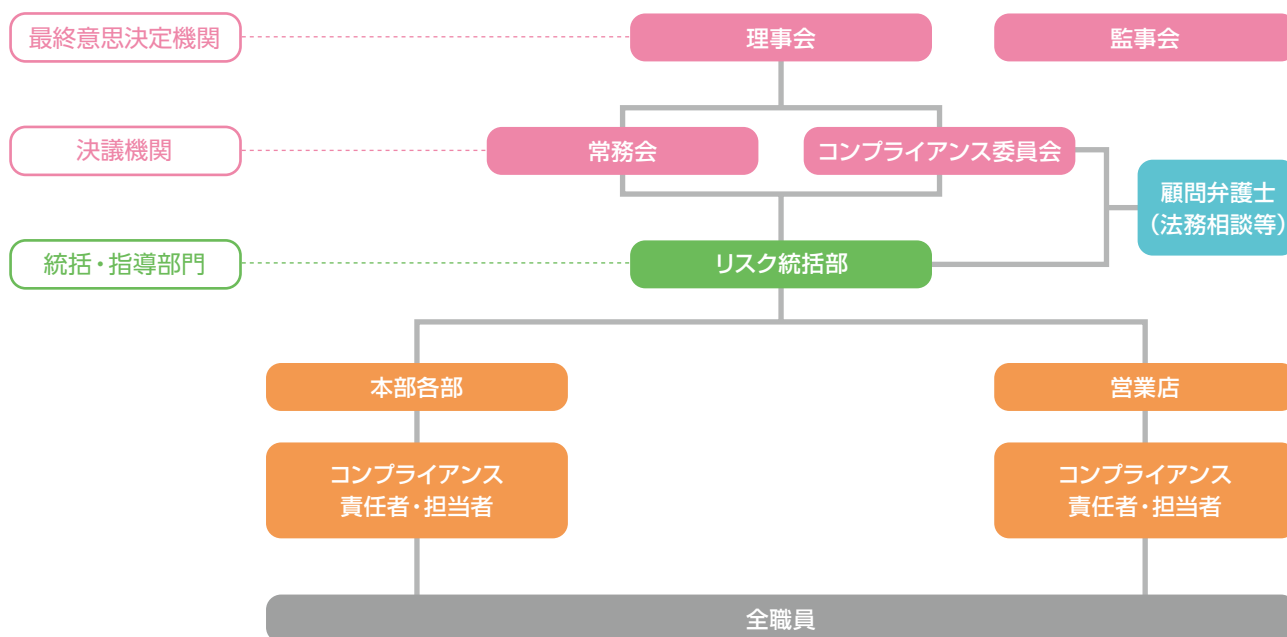 最終意思決定機関
理事会
監事会
決議機関
常務会
コンプライアンス委員会
顧問弁護士
（法務相談等）
統括・指導部門
リスク統括部
本部各部
営業店
コンプライアンス
責任者・担当者
コンプライアンス
責任者・担当者
全職員